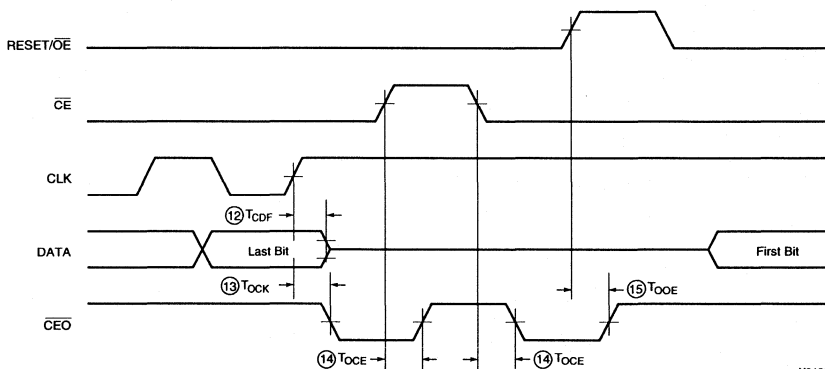 RESET/OE
CE
CLK
⑫ TCDF
DATA
Last Bit
First Bit
⑬ TOCK
⑮ TOOE
CEO
⑭ TOCE
⑭ TOCE